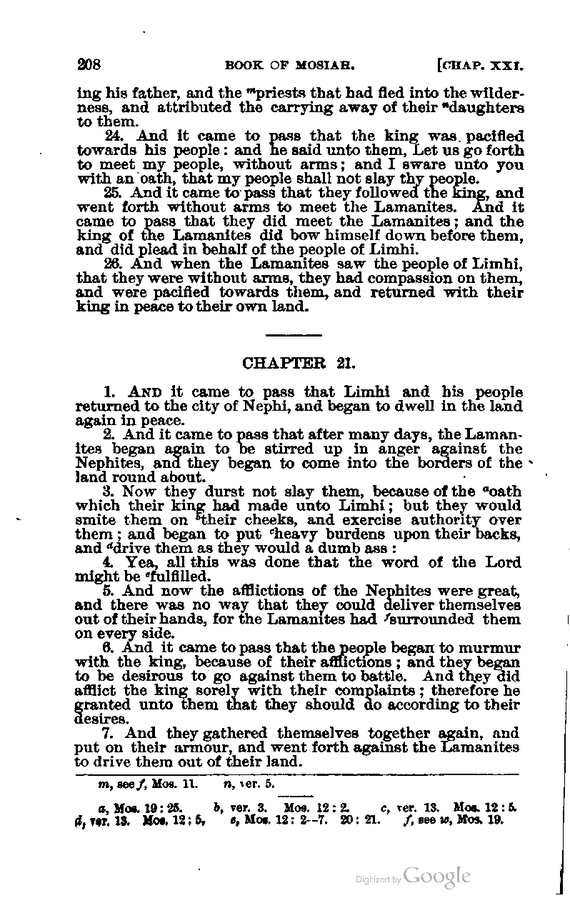 208 BOOK OF MOSIAH. [CHAP. XXI.
ing his father, and the ᵐpriests that had fled into the wilder-
ness, and attributed the carrying away of their ⁿdaughters
to them.
24. And it came to pass that the king was pacified
towards his people: and he said unto them, Let us go forth
to meet my people, without arms; and I sware unto you
with an oath, that my people shall not slay thy people.
25. And it came to pass that they followed the king, and
went forth without arms to meet the Lamanites. And it
came to pass that they did meet the Lamanites; and the
king of the Lamanites did bow himself down before them,
and did plead in behalf of the people of Limhi.
26. And when the Lamanites saw the people of Limhi,
that they were without arms, they had compassion on them,
and were pacified towards them, and returned with their
king in peace to their own land.
CHAPTER 21.
1. AND it came to pass that Limhi and his people
returned to the city of Nephi, and began to dwell in the land
again in peace.
2. And it came to pass that after many days, the Laman-
ites began again to be stirred up in anger against the
Nephites, and they began to come into the borders of the
land round about.
3. Now they durst not slay them, because of the ᵃoath
which their king had made unto Limhi; but they would
smite them on ᵇtheir cheeks, and exercise authority over
them; and began to put ᶜheavy burdens upon their backs,
and ᵈdrive them as they would a dumb ass:
4. Yea, all this was done that the word of the Lord
might be ᵉfulfilled.
5. And now the afflictions of the Nephites were great,
and there was no way that they could deliver themselves
out of their hands, for the Lamanites had ᶠsurrounded them
on every side.
6. And it came to pass that the people began to murmur
with the king, because of their afflictions; and they began
to be desirous to go against them to battle. And they did
afflict the king sorely with their complaints; therefore he
granted unto them that they should do according to their
desires.
7. And they gathered themselves together again, and
put on their armour, and went forth against the Lamanites
to drive them out of their land.
m, see f, Mos. 11. n, ver. 5.
a, Mos. 19: 25. b, ver. 3. Mos. 12: 2. c, ver. 13. Mos. 12: 5.
d, ver. 13. Mos. 12; 5, e, Mos. 12: 2--7. 20: 21. f, see w, Mos. 19.
Digitized by Google